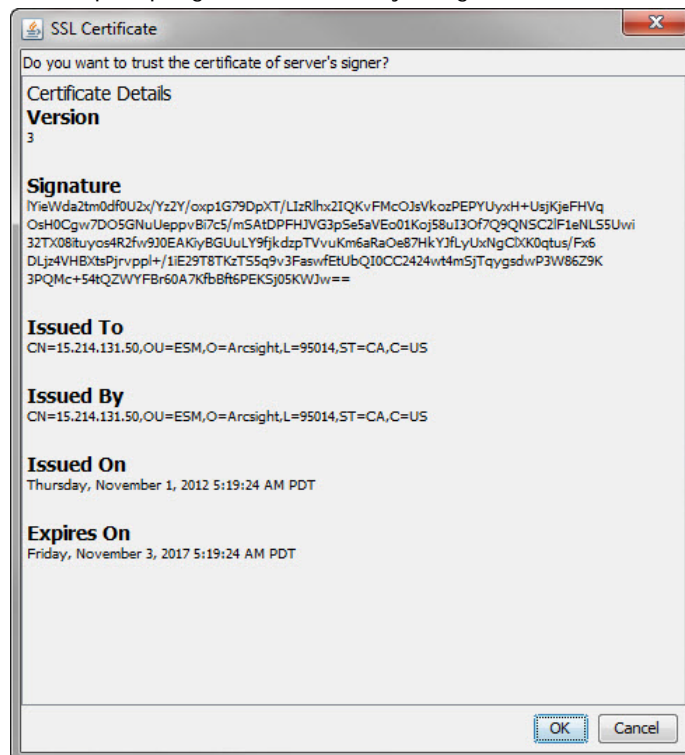 SSL Certificate
Do you want to trust the certificate of server's signer?
Certificate Details
Version
3
Signature
lYieWda2tm0df0U2x/Yz2Y/oxp1G79DpXT/LIzRlhx2IQKvFMcOJsVkozPEPYUyxH+UsjKjeFHVq
OsH0Cgw7DO5GNuUeppvBi7c5/mSAtDPFHJVG3pSe5aVEo01Koj58uI3Of7Q9QNSC2lF1eNLS5Uwi
32TX08ituyos4R2fw9J0EAKiyBGUuLY9fjkdzpTVvuKm6aRaOe87HkYJfLyUxNgClXK0qtus/Fx6
DLjz4VHBXtsPjrvppl+/1iE29T8TKzTS5q9v3FaswfEtUbQI0CC2424wt4mSjTqygsdwP3W86Z9K
3PQMc+54tQZWYFBr60A7KfbBft6PEKSj05KWJw==
Issued To
CN=15.214.131.50,OU=ESM,O=Arcsight,L=95014,ST=CA,C=US
Issued By
CN=15.214.131.50,OU=ESM,O=Arcsight,L=95014,ST=CA,C=US
Issued On
Thursday, November 1, 2012 5:19:24 AM PDT
Expires On
Friday, November 3, 2017 5:19:24 AM PDT
OK Cancel